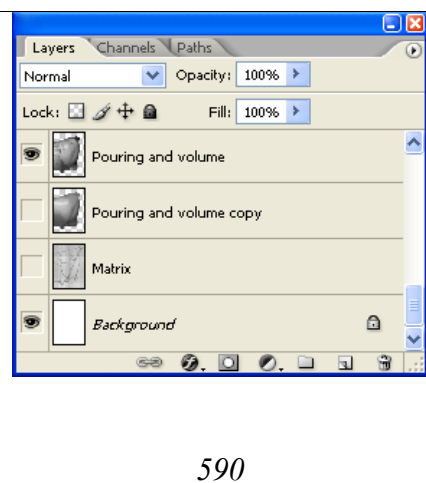 Layers Channels Paths
Normal Opacity: 100%
Lock: Fill: 100%
Pouring and volume
Pouring and volume copy
Matrix
Background
590